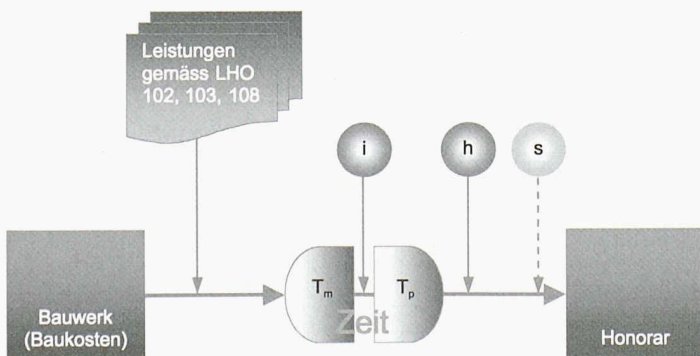 Leistungen
gemäss LHO
102, 103, 108
i
h
s
Tm
Tp
Zeit
Bauwerk
(Baukosten)
Honorar